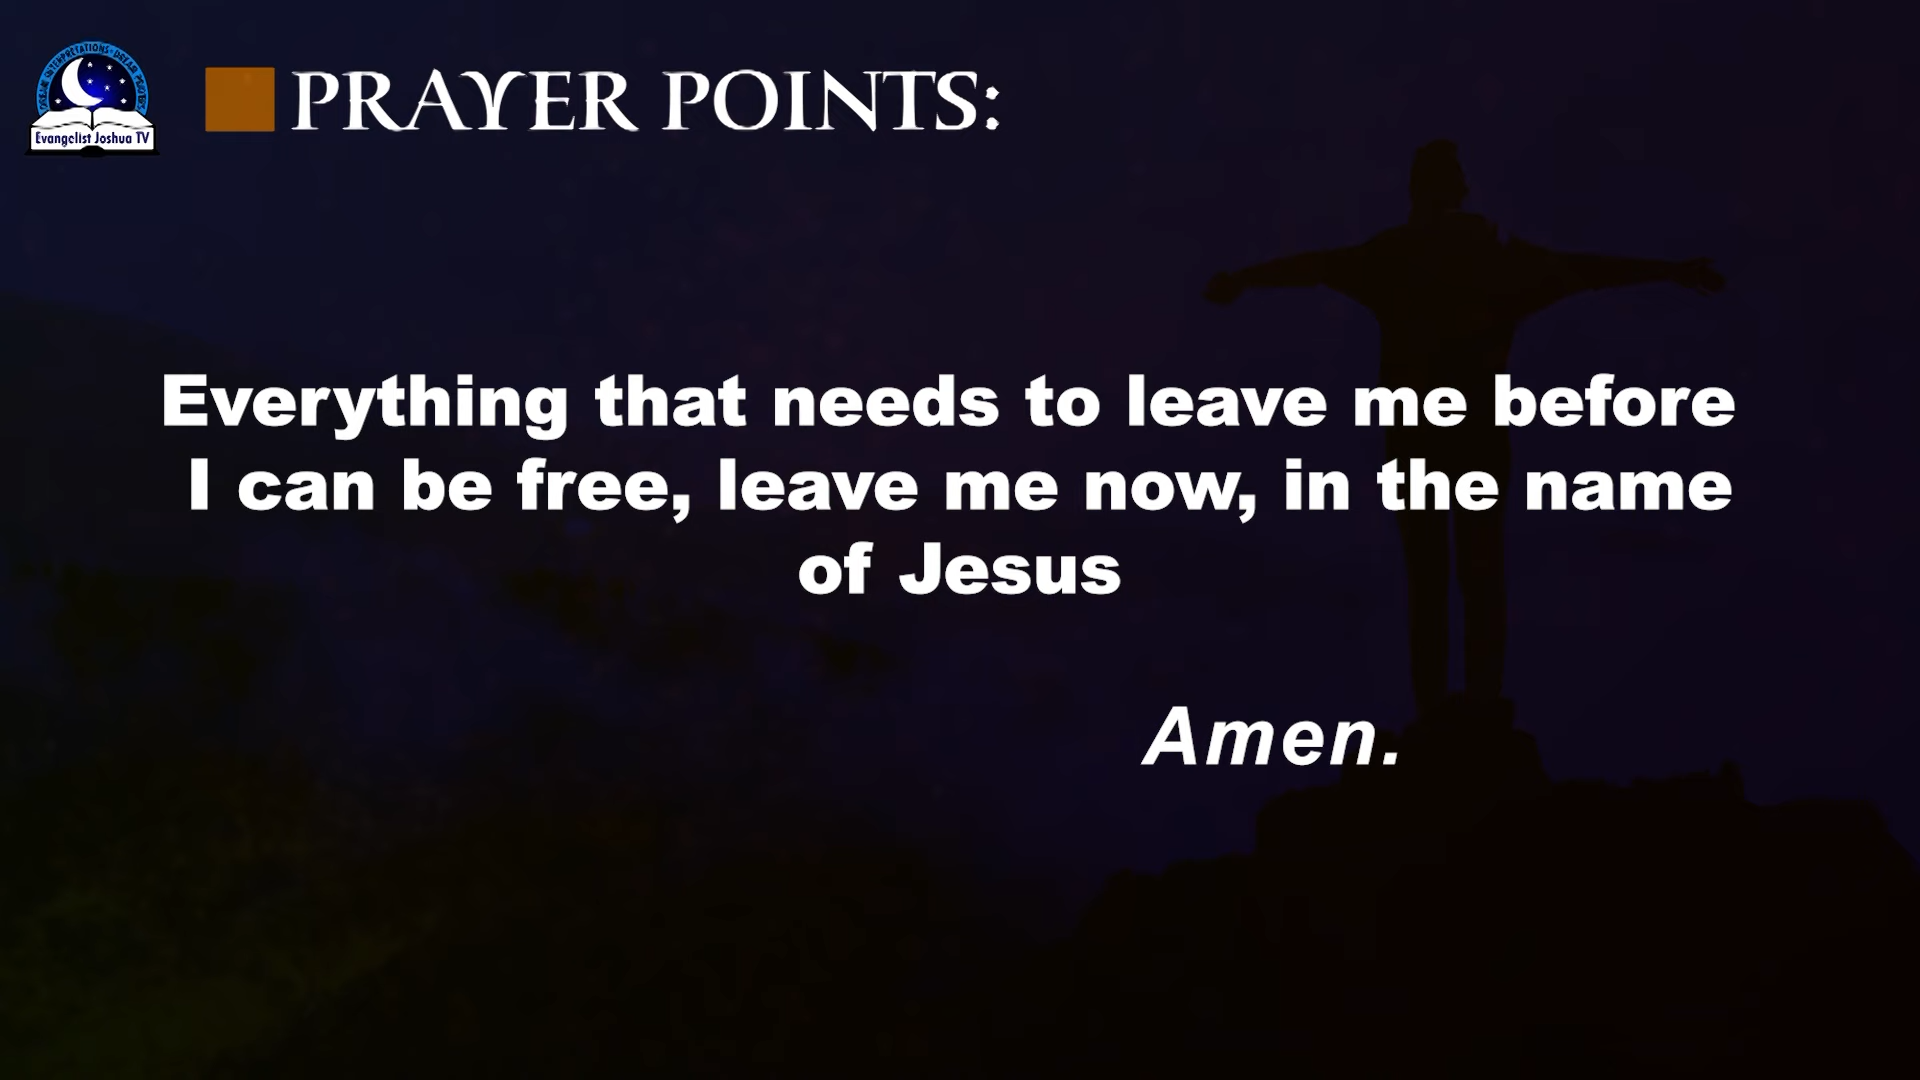 Evangelist Joshua TV
PRAYER POINTS:
Everything that needs to leave me before
I can be free, leave me now, in the name
of Jesus
Amen.